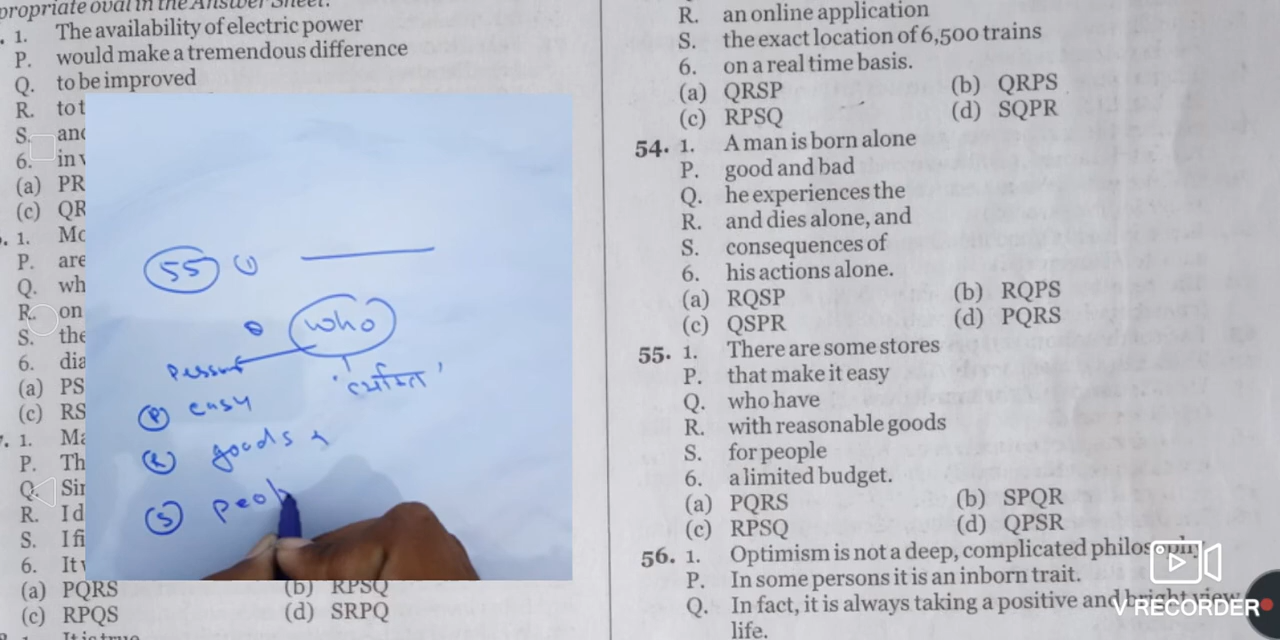 propriate oval in the Answer Sheet.
1. The availability of electric power
P. would make a tremendous difference
Q. to be improved
R. to t
S. and
6. in v
(a) PR
(c) QR
1. Mo
P. are
Q. wh
R. on
S. the
6. dia
(a) PS
(c) RS
1. Ma
P. Th
Q. Sin
R. I d
S. I fi
6. It
(a) PQRS (b) RPSQ
(c) RPQS (d) SRPQ
1. It is true
55 1
who
Person
P easy
R goods
S peo
R. an online application
S. the exact location of 6,500 trains
6. on a real time basis.
(a) QRSP (b) QRPS
(c) RPSQ (d) SQPR
54. 1. A man is born alone
P. good and bad
Q. he experiences the
R. and dies alone, and
S. consequences of
6. his actions alone.
(a) RQSP (b) RQPS
(c) QSPR (d) PQRS
55. 1. There are some stores
P. that make it easy
Q. who have
R. with reasonable goods
S. for people
6. a limited budget.
(a) PQRS (b) SPQR
(c) RPSQ (d) QPSR
56. 1. Optimism is not a deep, complicated philosophy
P. In some persons it is an inborn trait.
Q. In fact, it is always taking a positive and bright view
life.
V RECORDER